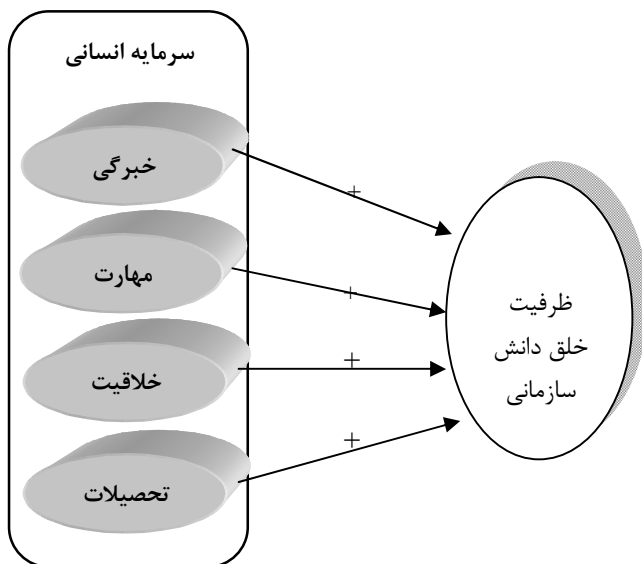 سرمایه انسانی
خبرگی
مهارت
خلاقیت
تحصیلات
+
+
+
+
ظرفیت
خلق دانش
سازمانی